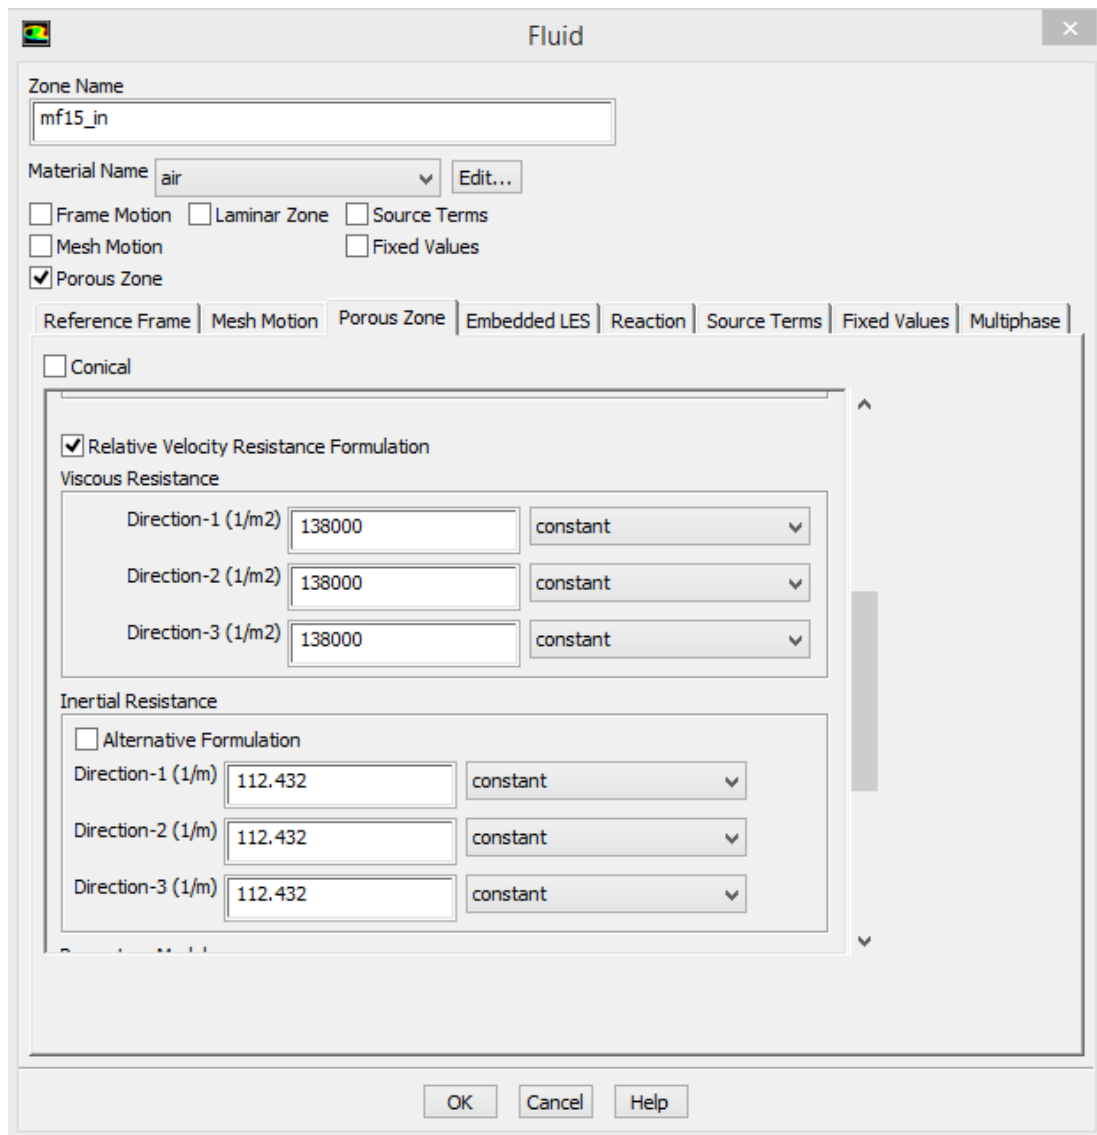 Fluid
Zone Name
mf15_in
Material Name air Edit...
Frame Motion Laminar Zone Source Terms
Mesh Motion Fixed Values
Porous Zone
Reference Frame Mesh Motion Porous Zone Embedded LES Reaction Source Terms Fixed Values Multiphase
Conical
Relative Velocity Resistance Formulation
Viscous Resistance
Direction-1 (1/m2) 138000 constant
Direction-2 (1/m2) 138000 constant
Direction-3 (1/m2) 138000 constant
Inertial Resistance
Alternative Formulation
Direction-1 (1/m) 112.432 constant
Direction-2 (1/m) 112.432 constant
Direction-3 (1/m) 112.432 constant
OK Cancel Help